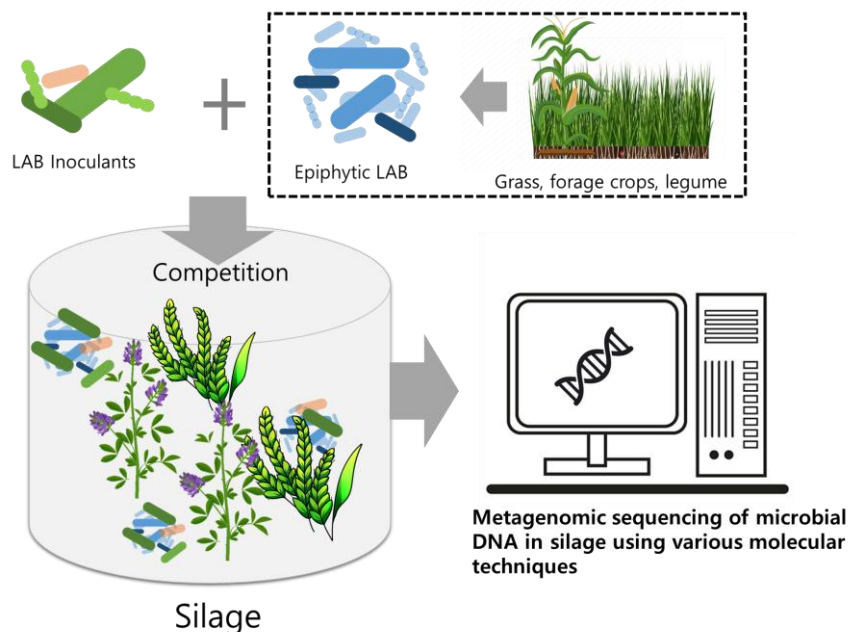 LAB Inoculants
+
Epiphytic LAB
Grass, forage crops, legume
Competition
Silage
Metagenomic sequencing of microbial
DNA in silage using various molecular
techniques